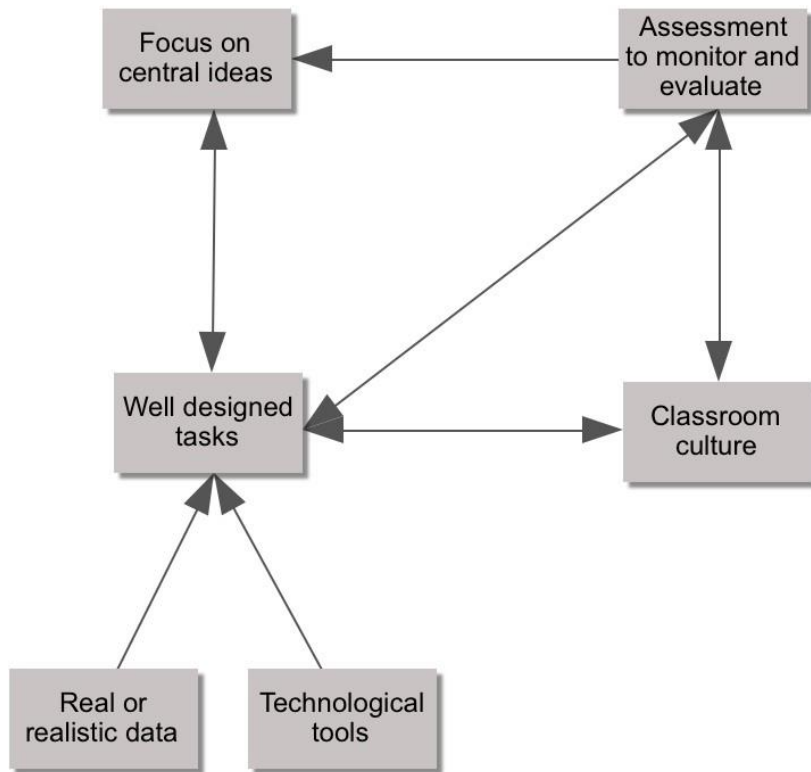 Focus on
central ideas
Assessment
to monitor and
evaluate
Well designed
tasks
Classroom
culture
Real or
realistic data
Technological
tools